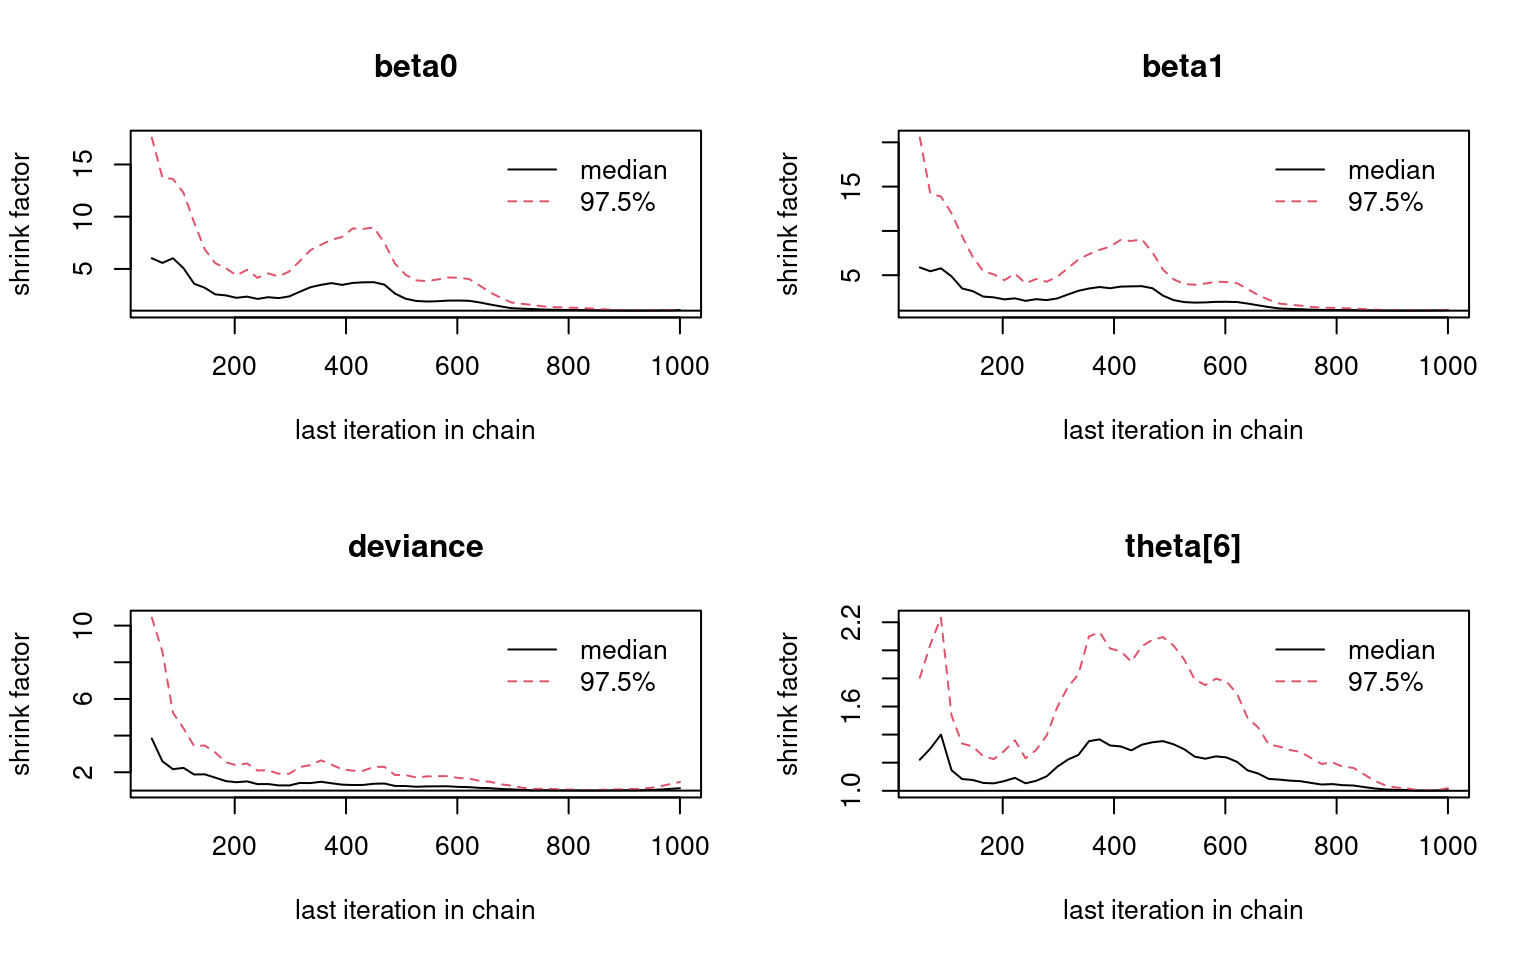 beta0
shrink factor
15
10
5
median
97.5%
200 400 600 800 1000
last iteration in chain
beta1
shrink factor
15
5
median
97.5%
200 400 600 800 1000
last iteration in chain
deviance
shrink factor
10
6
2
median
97.5%
200 400 600 800 1000
last iteration in chain
theta[6]
shrink factor
2.2
1.6
1.0
median
97.5%
200 400 600 800 1000
last iteration in chain